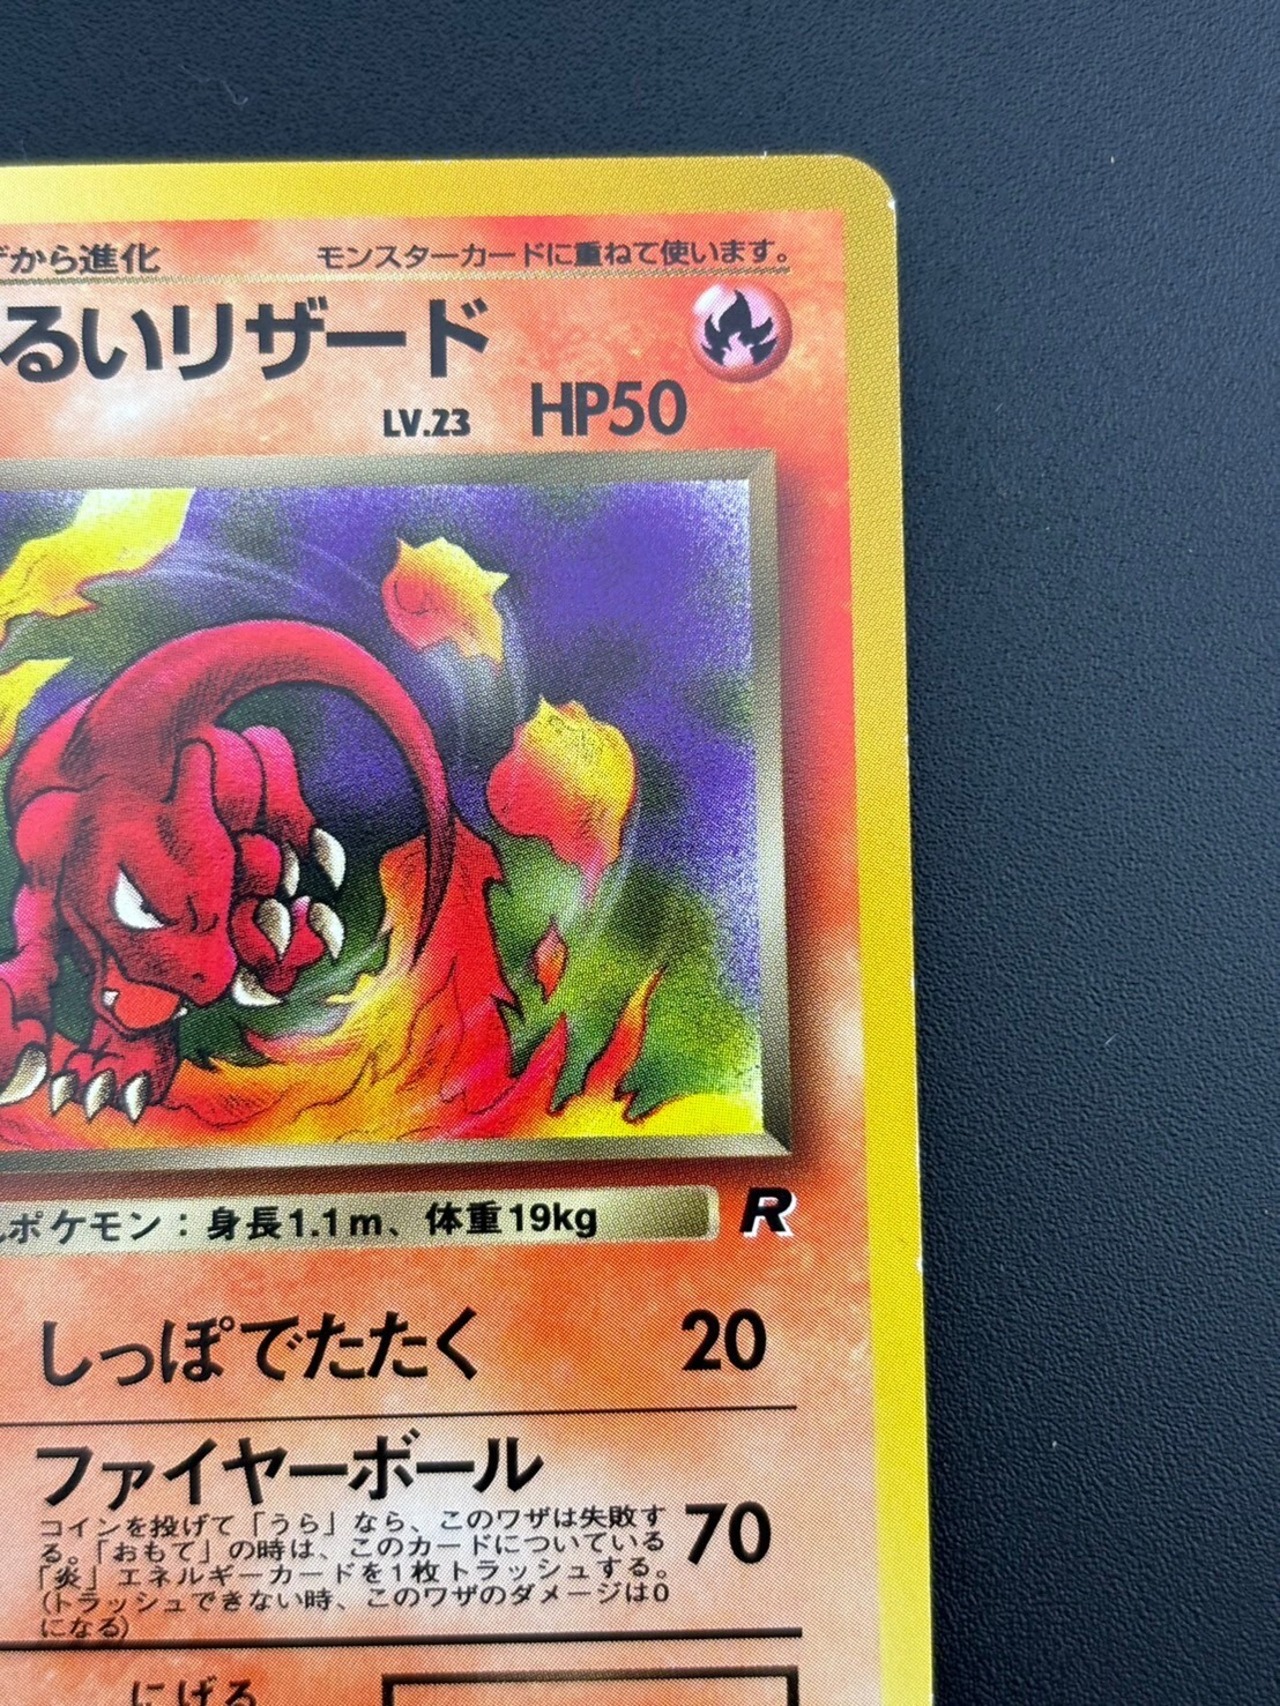 から進化　モンスターカードに重ねて使います。
るいリザード
LV.23 HP50
ポケモン：身長1.1m、体重19kg
R
しっぽでたたく 20
ファイヤーボール
コインを投げて「うら」なら、このワザは失敗す
る。「おもて」の時は、このカードについている
「炎」エネルギーカードを1枚トラッシュする。
(トラッシュできない時、このワザのダメージは0
になる)
70
にげる